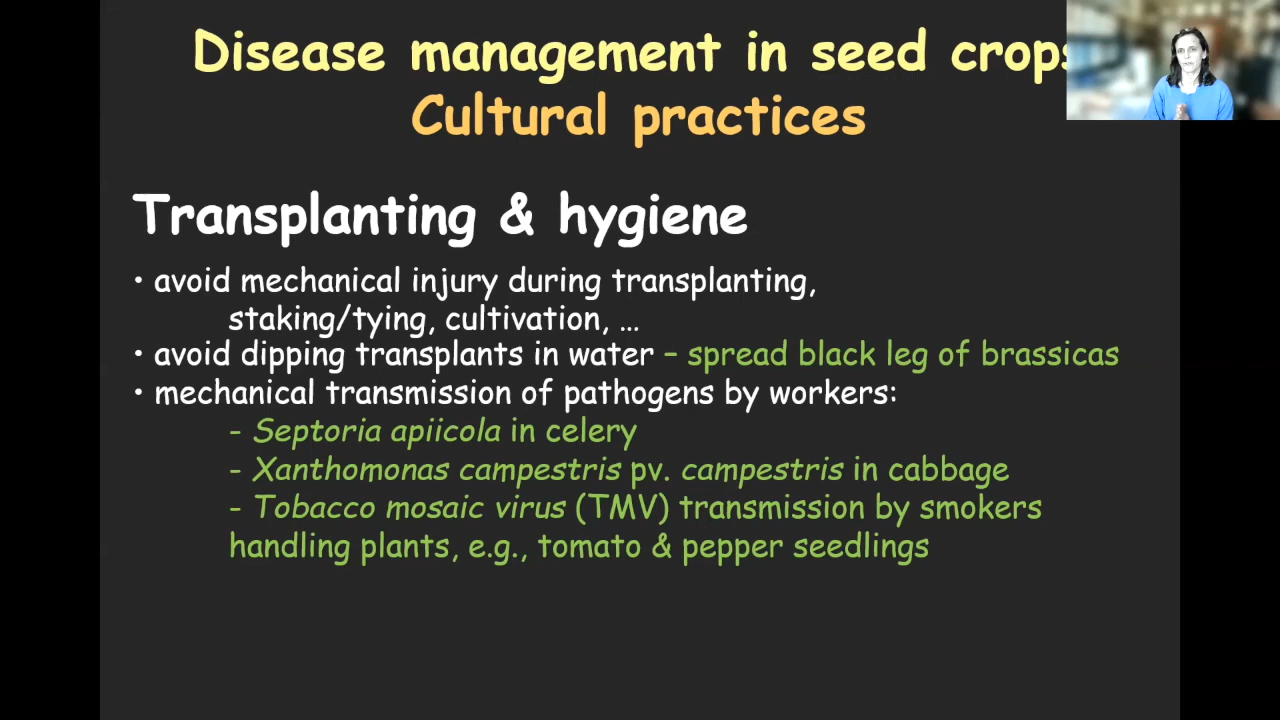 Disease management in seed crops
Cultural practices
Transplanting & hygiene
• avoid mechanical injury during transplanting,
staking/tying, cultivation, …
• avoid dipping transplants in water – spread black leg of brassicas
• mechanical transmission of pathogens by workers:
- Septoria apiicola in celery
- Xanthomonas campestris pv. campestris in cabbage
- Tobacco mosaic virus (TMV) transmission by smokers
handling plants, e.g., tomato & pepper seedlings